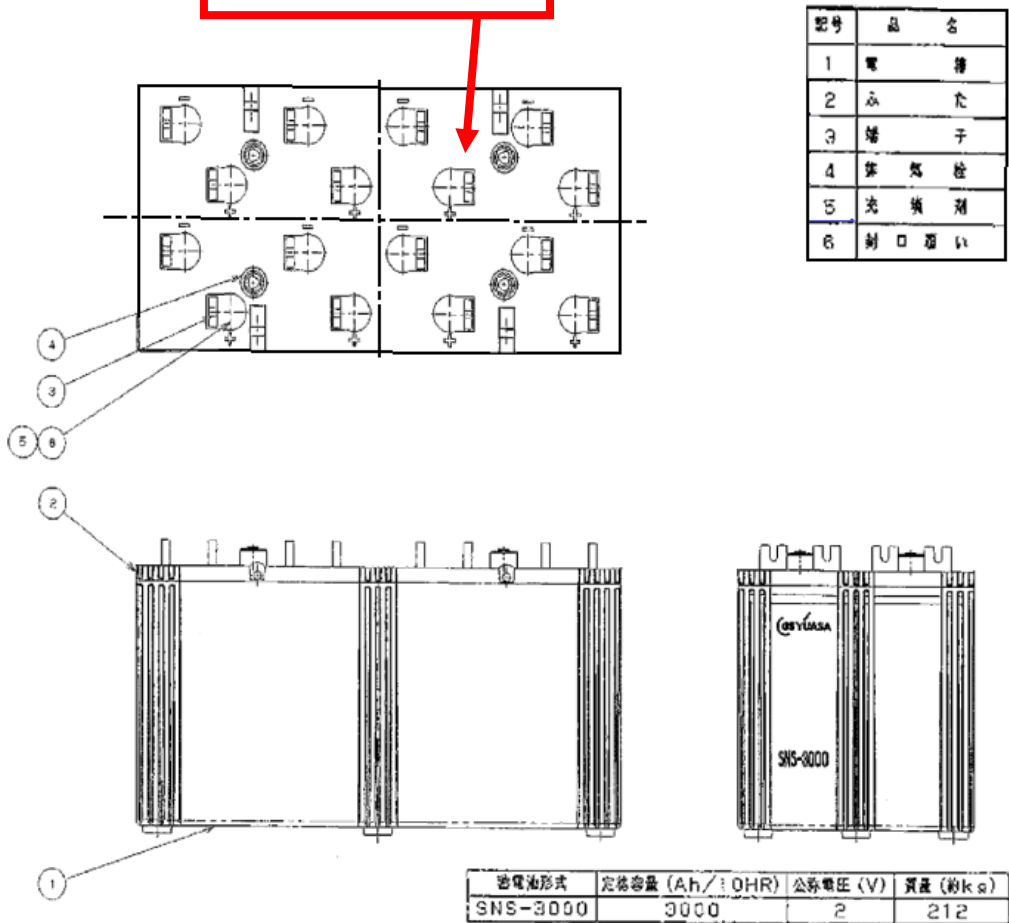 記号 品名
1 電槽
2 ふた
3 端子
4 排気栓
5 充填剤
6 封口覆い
4
3
5 6
2
GS YUASA
SNS-3000
1
蓄電池形式 定格容量 (Ah/10HR) 公称電圧 (V) 質量 (約kg)
SNS-3000 3000 2 212